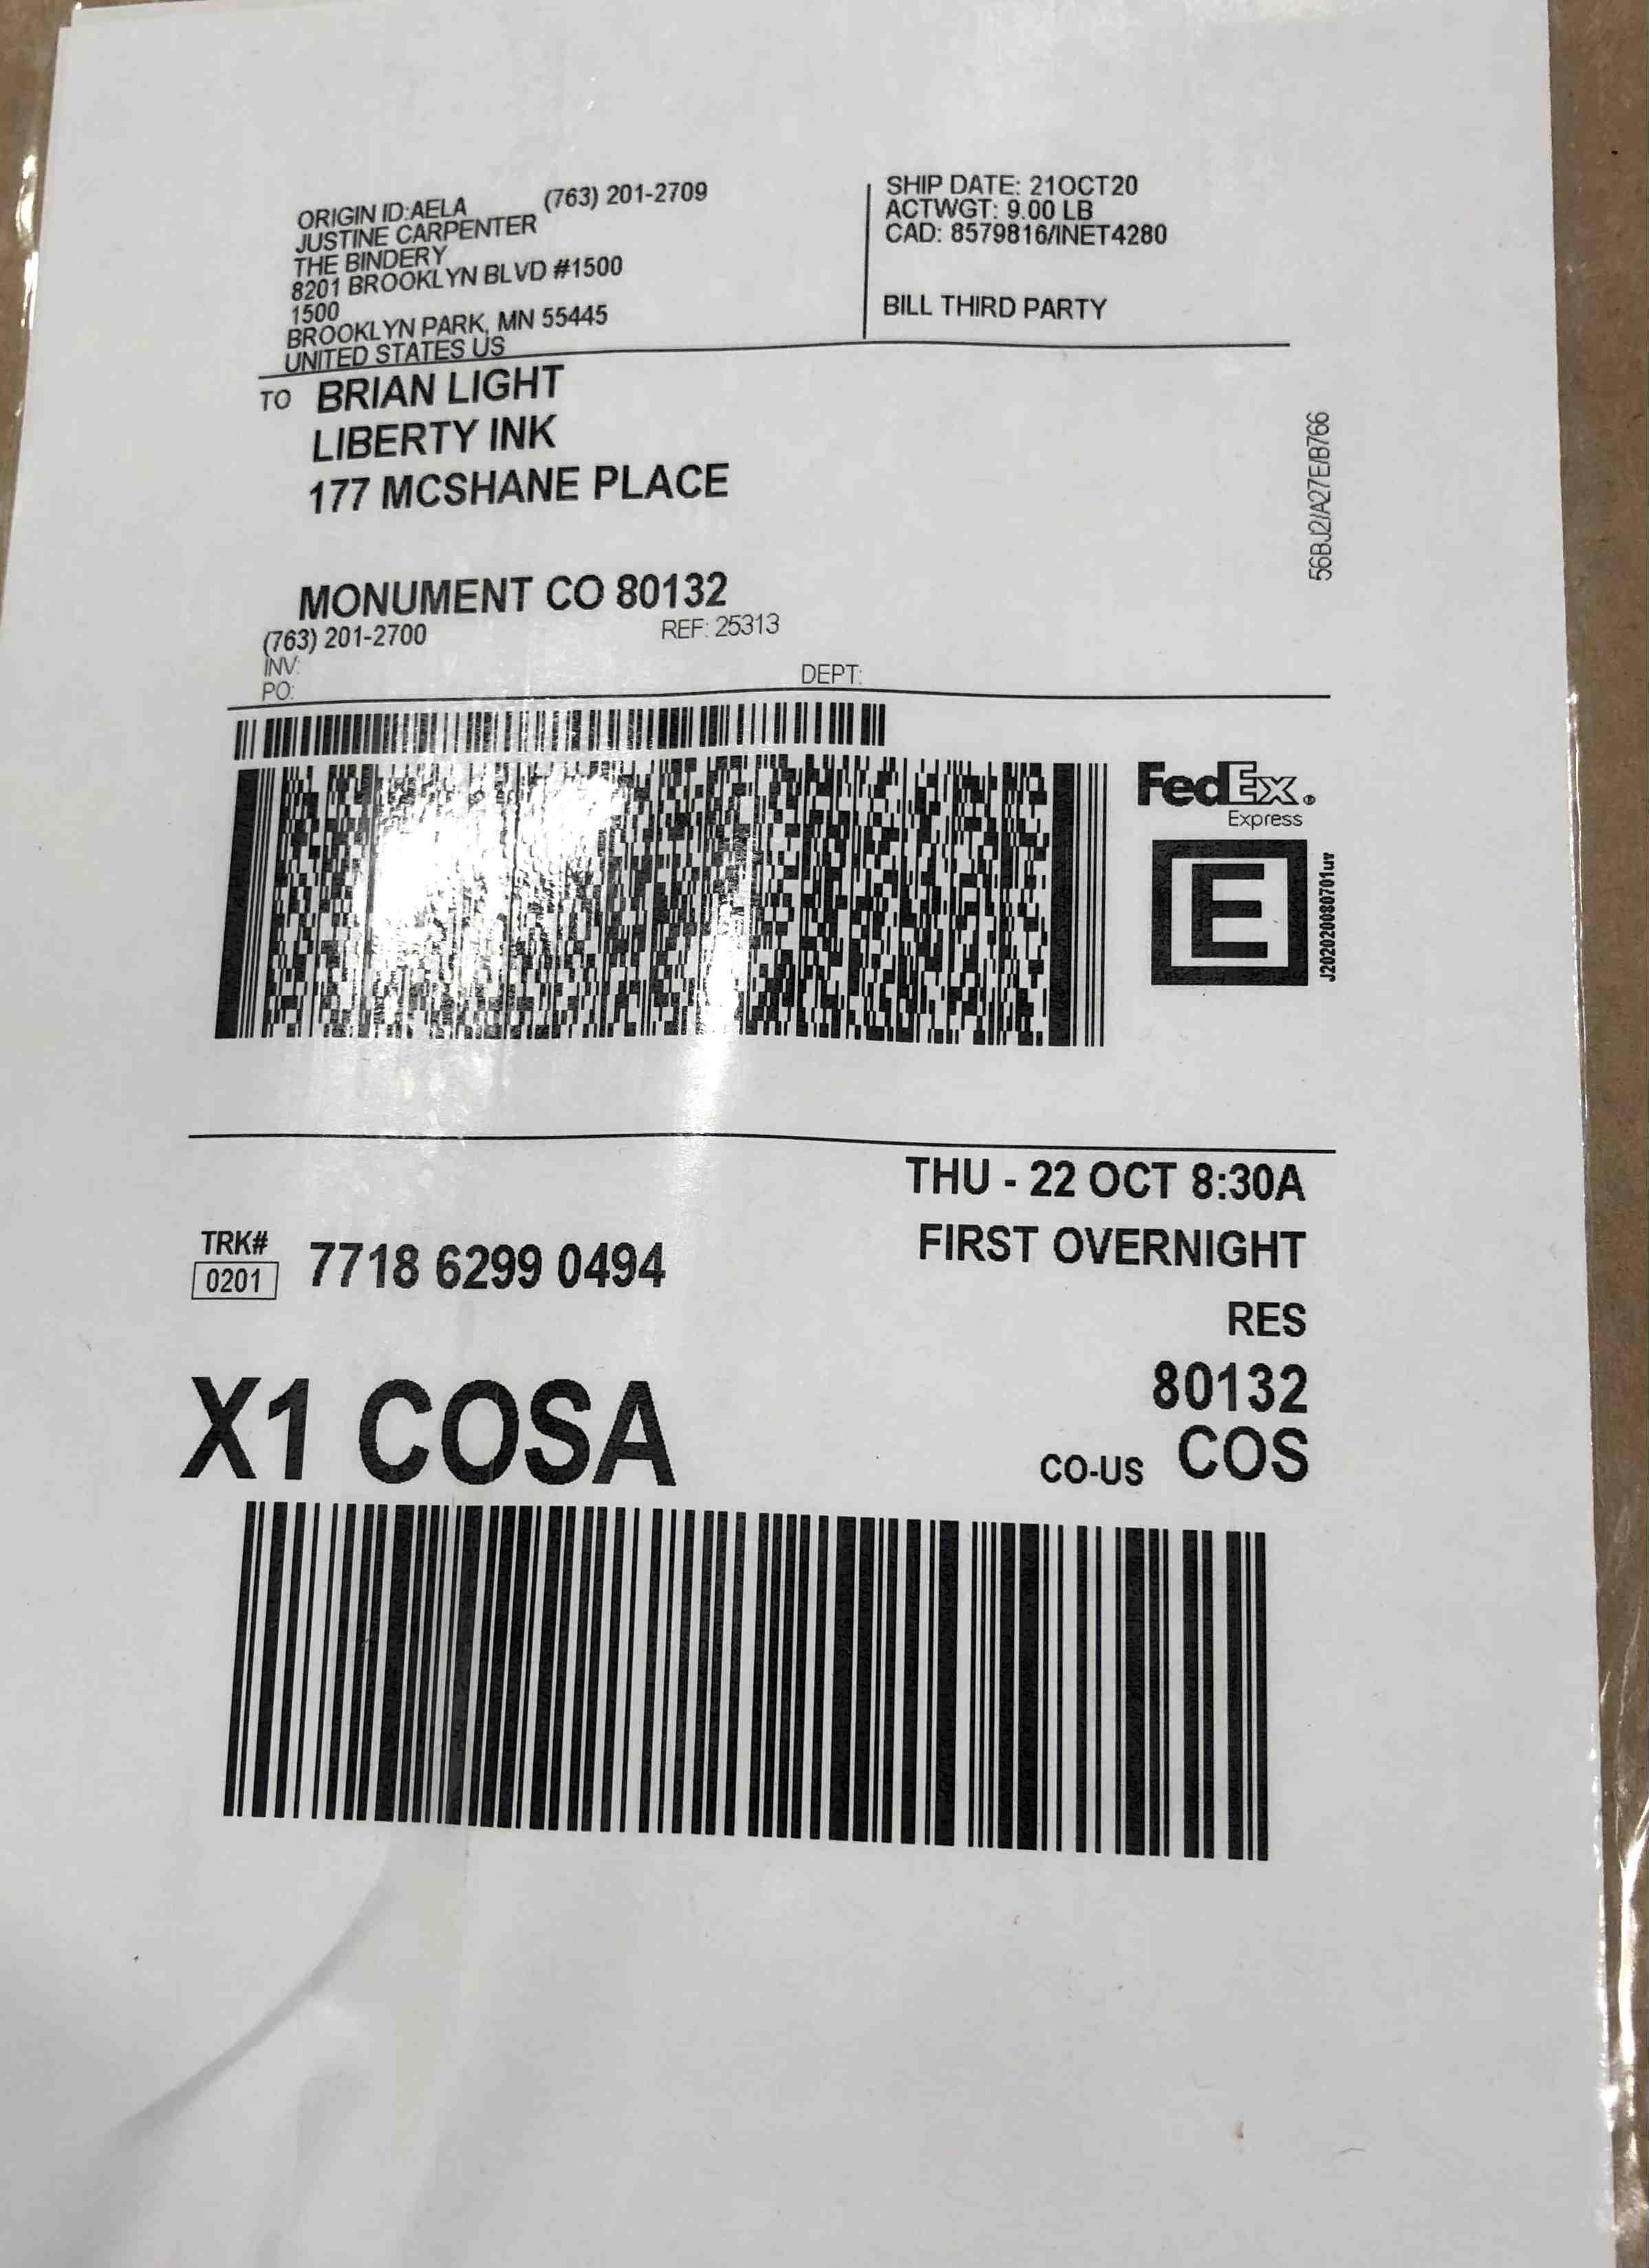 ORIGIN ID:AELA (763) 201-2709
JUSTINE CARPENTER
THE BINDERY
8201 BROOKLYN BLVD #1500
1500
BROOKLYN PARK, MN 55445
UNITED STATES US
SHIP DATE: 21OCT20
ACTWGT: 9.00 LB
CAD: 8579816/INET4280
BILL THIRD PARTY
TO BRIAN LIGHT
LIBERTY INK
177 MCSHANE PLACE
MONUMENT CO 80132
(763) 201-2700 REF: 25313
INV:
PO: DEPT:
56BJ2/A27E/B766
FedEx®
Express
E
J202020080701uv
THU - 22 OCT 8:30A
FIRST OVERNIGHT
TRK#
0201 7718 6299 0494
RES
80132
X1 COSA
CO-US COS